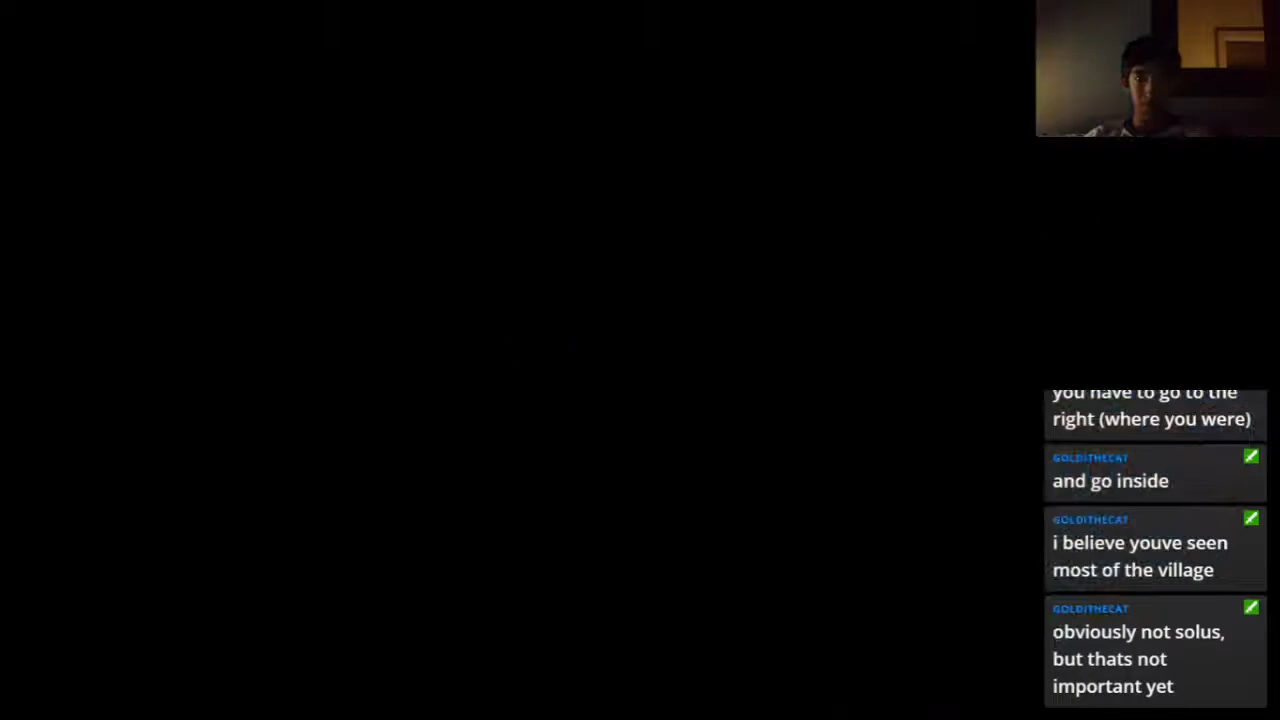 you have to go to the
right (where you were)
GOLDITHECAT
and go inside
GOLDITHECAT
i believe youve seen
most of the village
GOLDITHECAT
obviously not solus,
but thats not
important yet